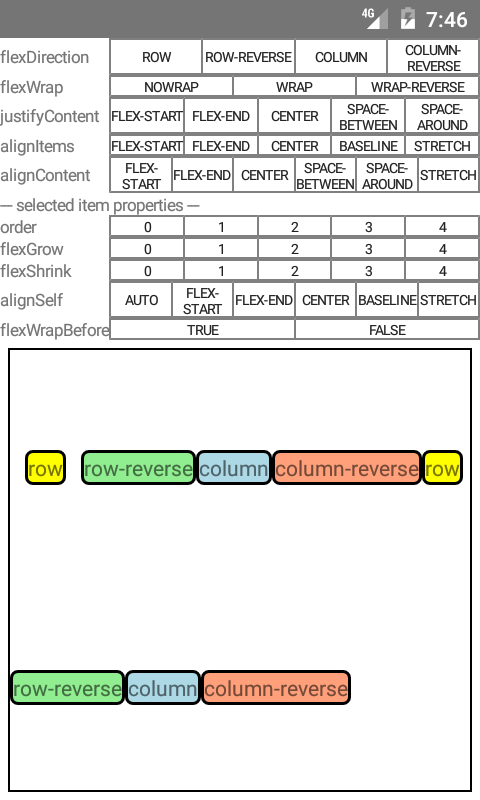 4G 7:46
flexDirection ROW ROW-REVERSE COLUMN COLUMN-
REVERSE
flexWrap NOWRAP WRAP WRAP-REVERSE
justifyContent FLEX-START FLEX-END CENTER SPACE-
BETWEEN SPACE-
AROUND
alignItems FLEX-START FLEX-END CENTER BASELINE STRETCH
alignContent FLEX-
START FLEX-END CENTER SPACE-
BETWEEN SPACE-
AROUND STRETCH
— selected item properties —
order 0 1 2 3 4
flexGrow 0 1 2 3 4
flexShrink 0 1 2 3 4
alignSelf AUTO FLEX-
START FLEX-END CENTER BASELINE STRETCH
flexWrapBefore TRUE FALSE
row row-reverse column column-reverse row
row-reverse column column-reverse